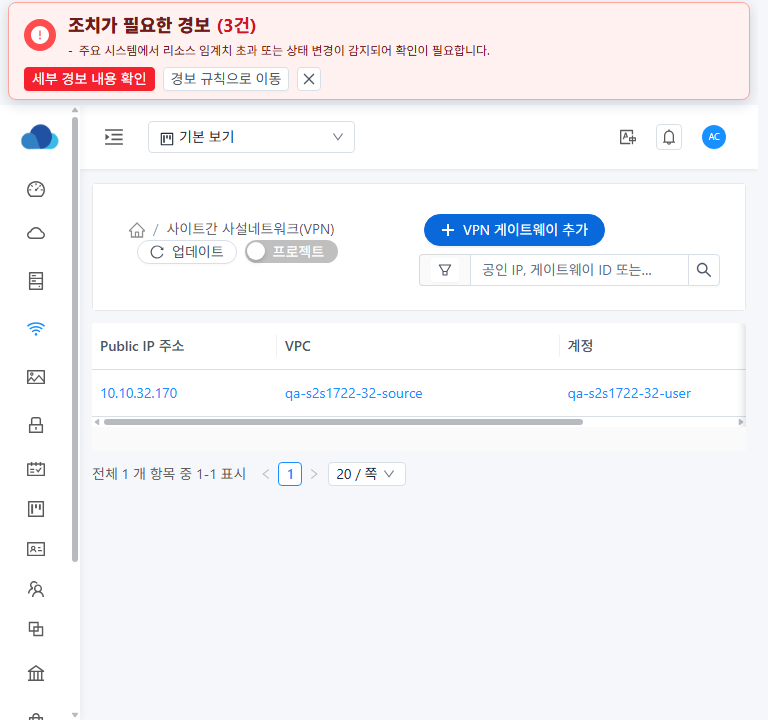 조치가 필요한 경보 (3건)
- 주요 시스템에서 리소스 임계치 초과 또는 상태 변경이 감지되어 확인이 필요합니다.
세부 경보 내용 확인
경보 규칙으로 이동
기본 보기
AC
/ 사이트간 사설네트워크(VPN)
업데이트
프로젝트
VPN 게이트웨이 추가
공인 IP, 게이트웨이 ID 또는...
Public IP 주소 VPC 계정
10.10.32.170 qa-s2s1722-32-source qa-s2s1722-32-user
전체 1 개 항목 중 1-1 표시 1 20 / 쪽